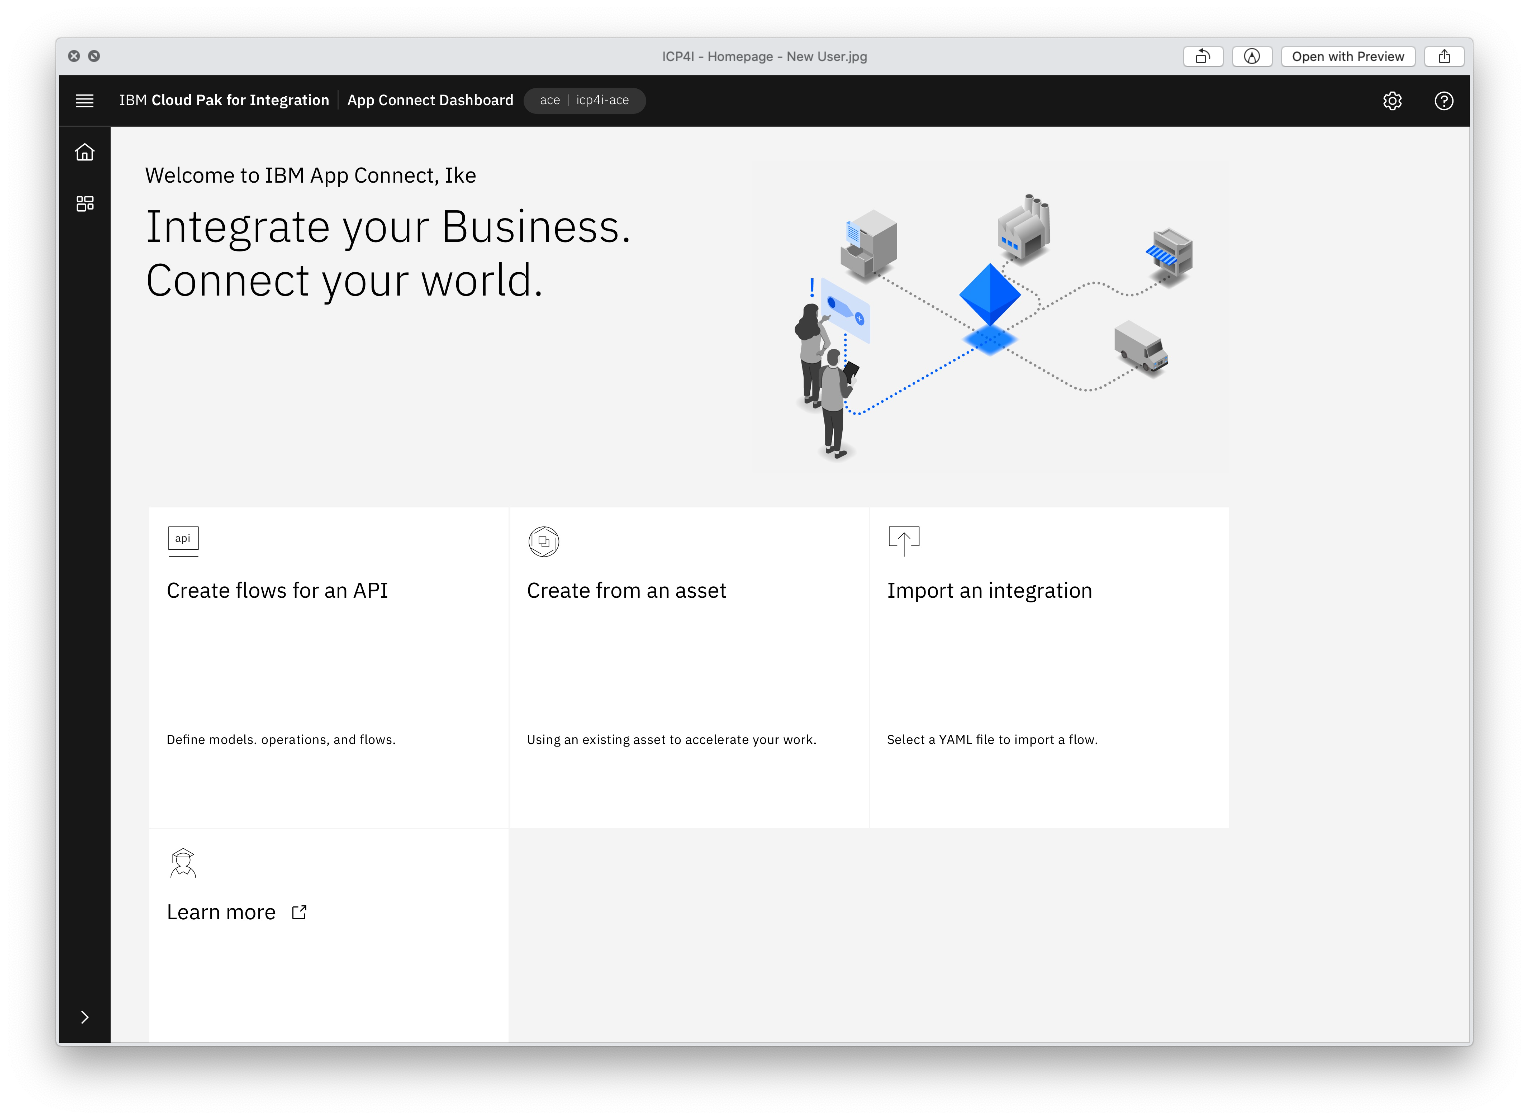 ICP4I - Homepage - New User.jpg
Open with Preview
IBM Cloud Pak for Integration
App Connect Dashboard
ace | icp4i-ace
Welcome to IBM App Connect, Ike
Integrate your Business.
Connect your world.
!
api
Create flows for an API
Define models. operations, and flows.
Create from an asset
Using an existing asset to accelerate your work.
Import an integration
Select a YAML file to import a flow.
Learn more